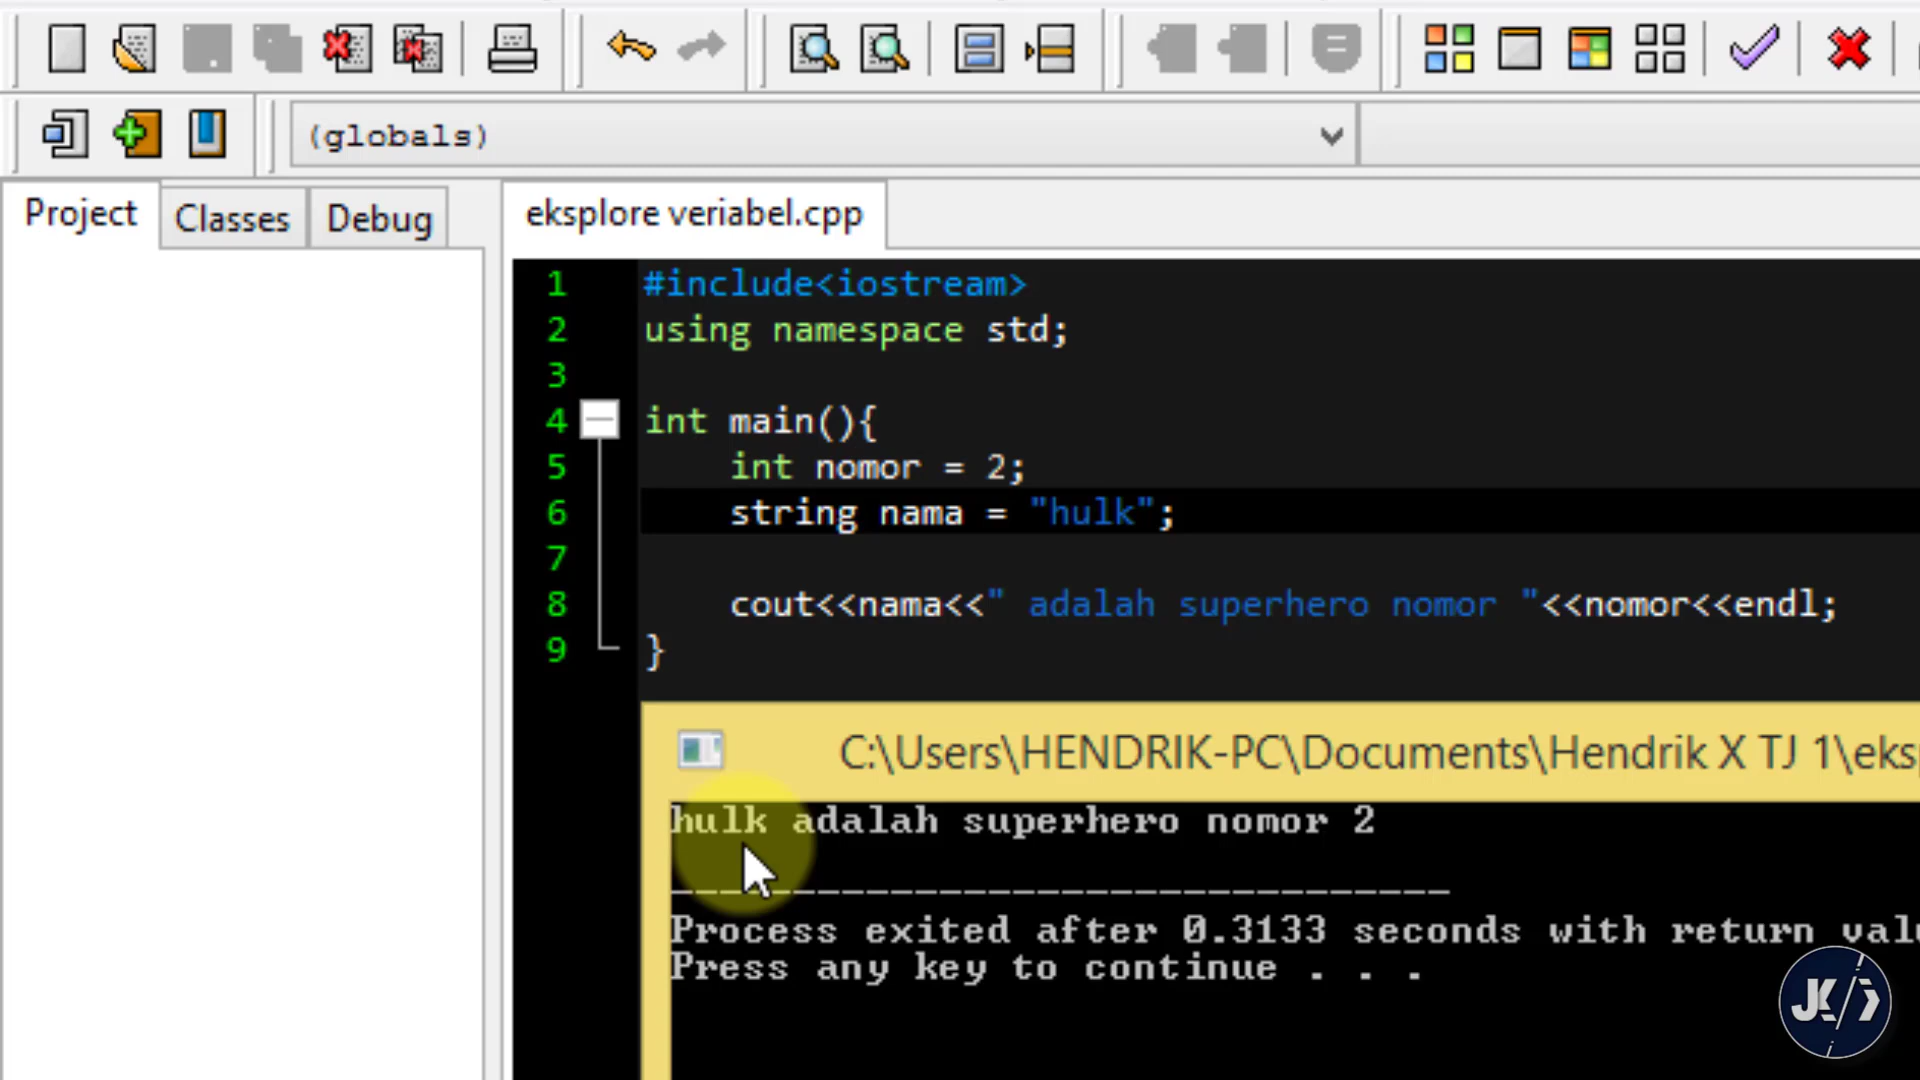 (globals)
Project Classes Debug
eksplore veriabel.cpp
1 #include<iostream>
2 using namespace std;
3
4 int main(){
5 int nomor = 2;
6 string nama = "hulk";
7
8 cout<<nama<<" adalah superhero nomor "<<nomor<<endl;
9 }
C:\Users\HENDRIK-PC\Documents\Hendrik X TJ 1\eks
hulk adalah superhero nomor 2
--------------------------------
Process exited after 0.3133 seconds with return valu
Press any key to continue . . .